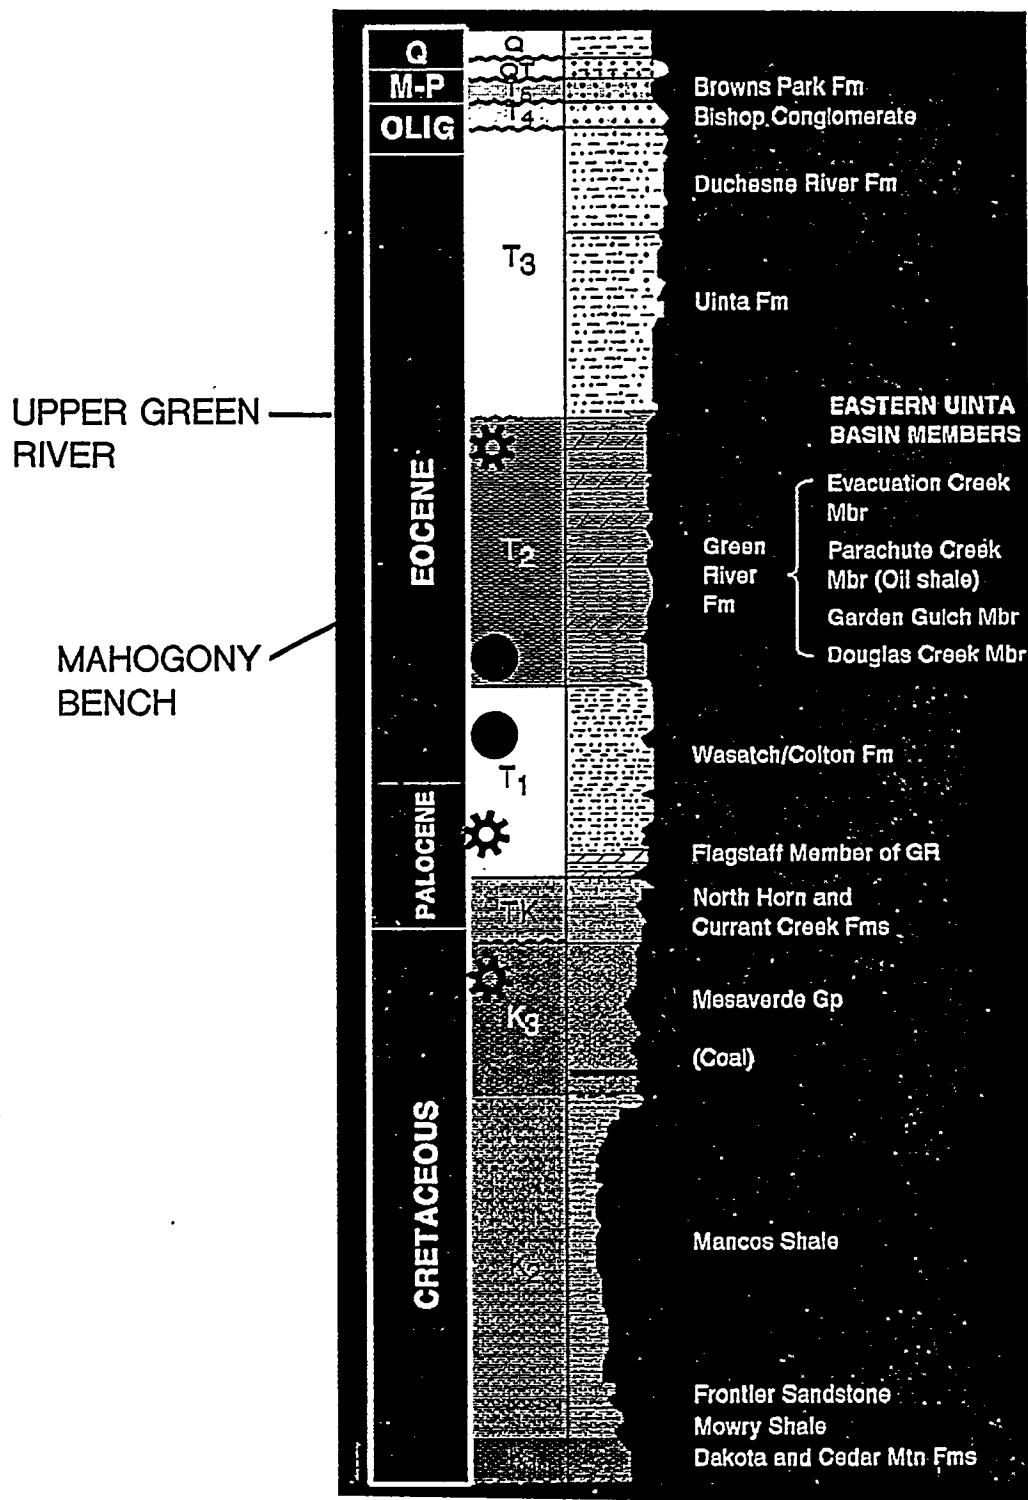 Q
M-P
OLIG
EOCENE
PALOCENE
CRETACEOUS
Q
QT
T4
T3
T2
T1
TK
K3
K2
Browns Park Fm
Bishop Conglomerate
Duchesne River Fm
Uinta Fm
UPPER GREEN
RIVER
MAHOGONY
BENCH
EASTERN UINTA
BASIN MEMBERS
Evacuation Creek
Mbr
Parachute Creek
Mbr (Oil shale)
Garden Gulch Mbr
Douglas Creek Mbr
Green
River
Fm
Wasatch/Colton Fm
Flagstaff Member of GR
North Horn and
Currant Creek Fms
Mesaverde Gp
(Coal)
Mancos Shale
Frontier Sandstone
Mowry Shale
Dakota and Cedar Mtn Fms